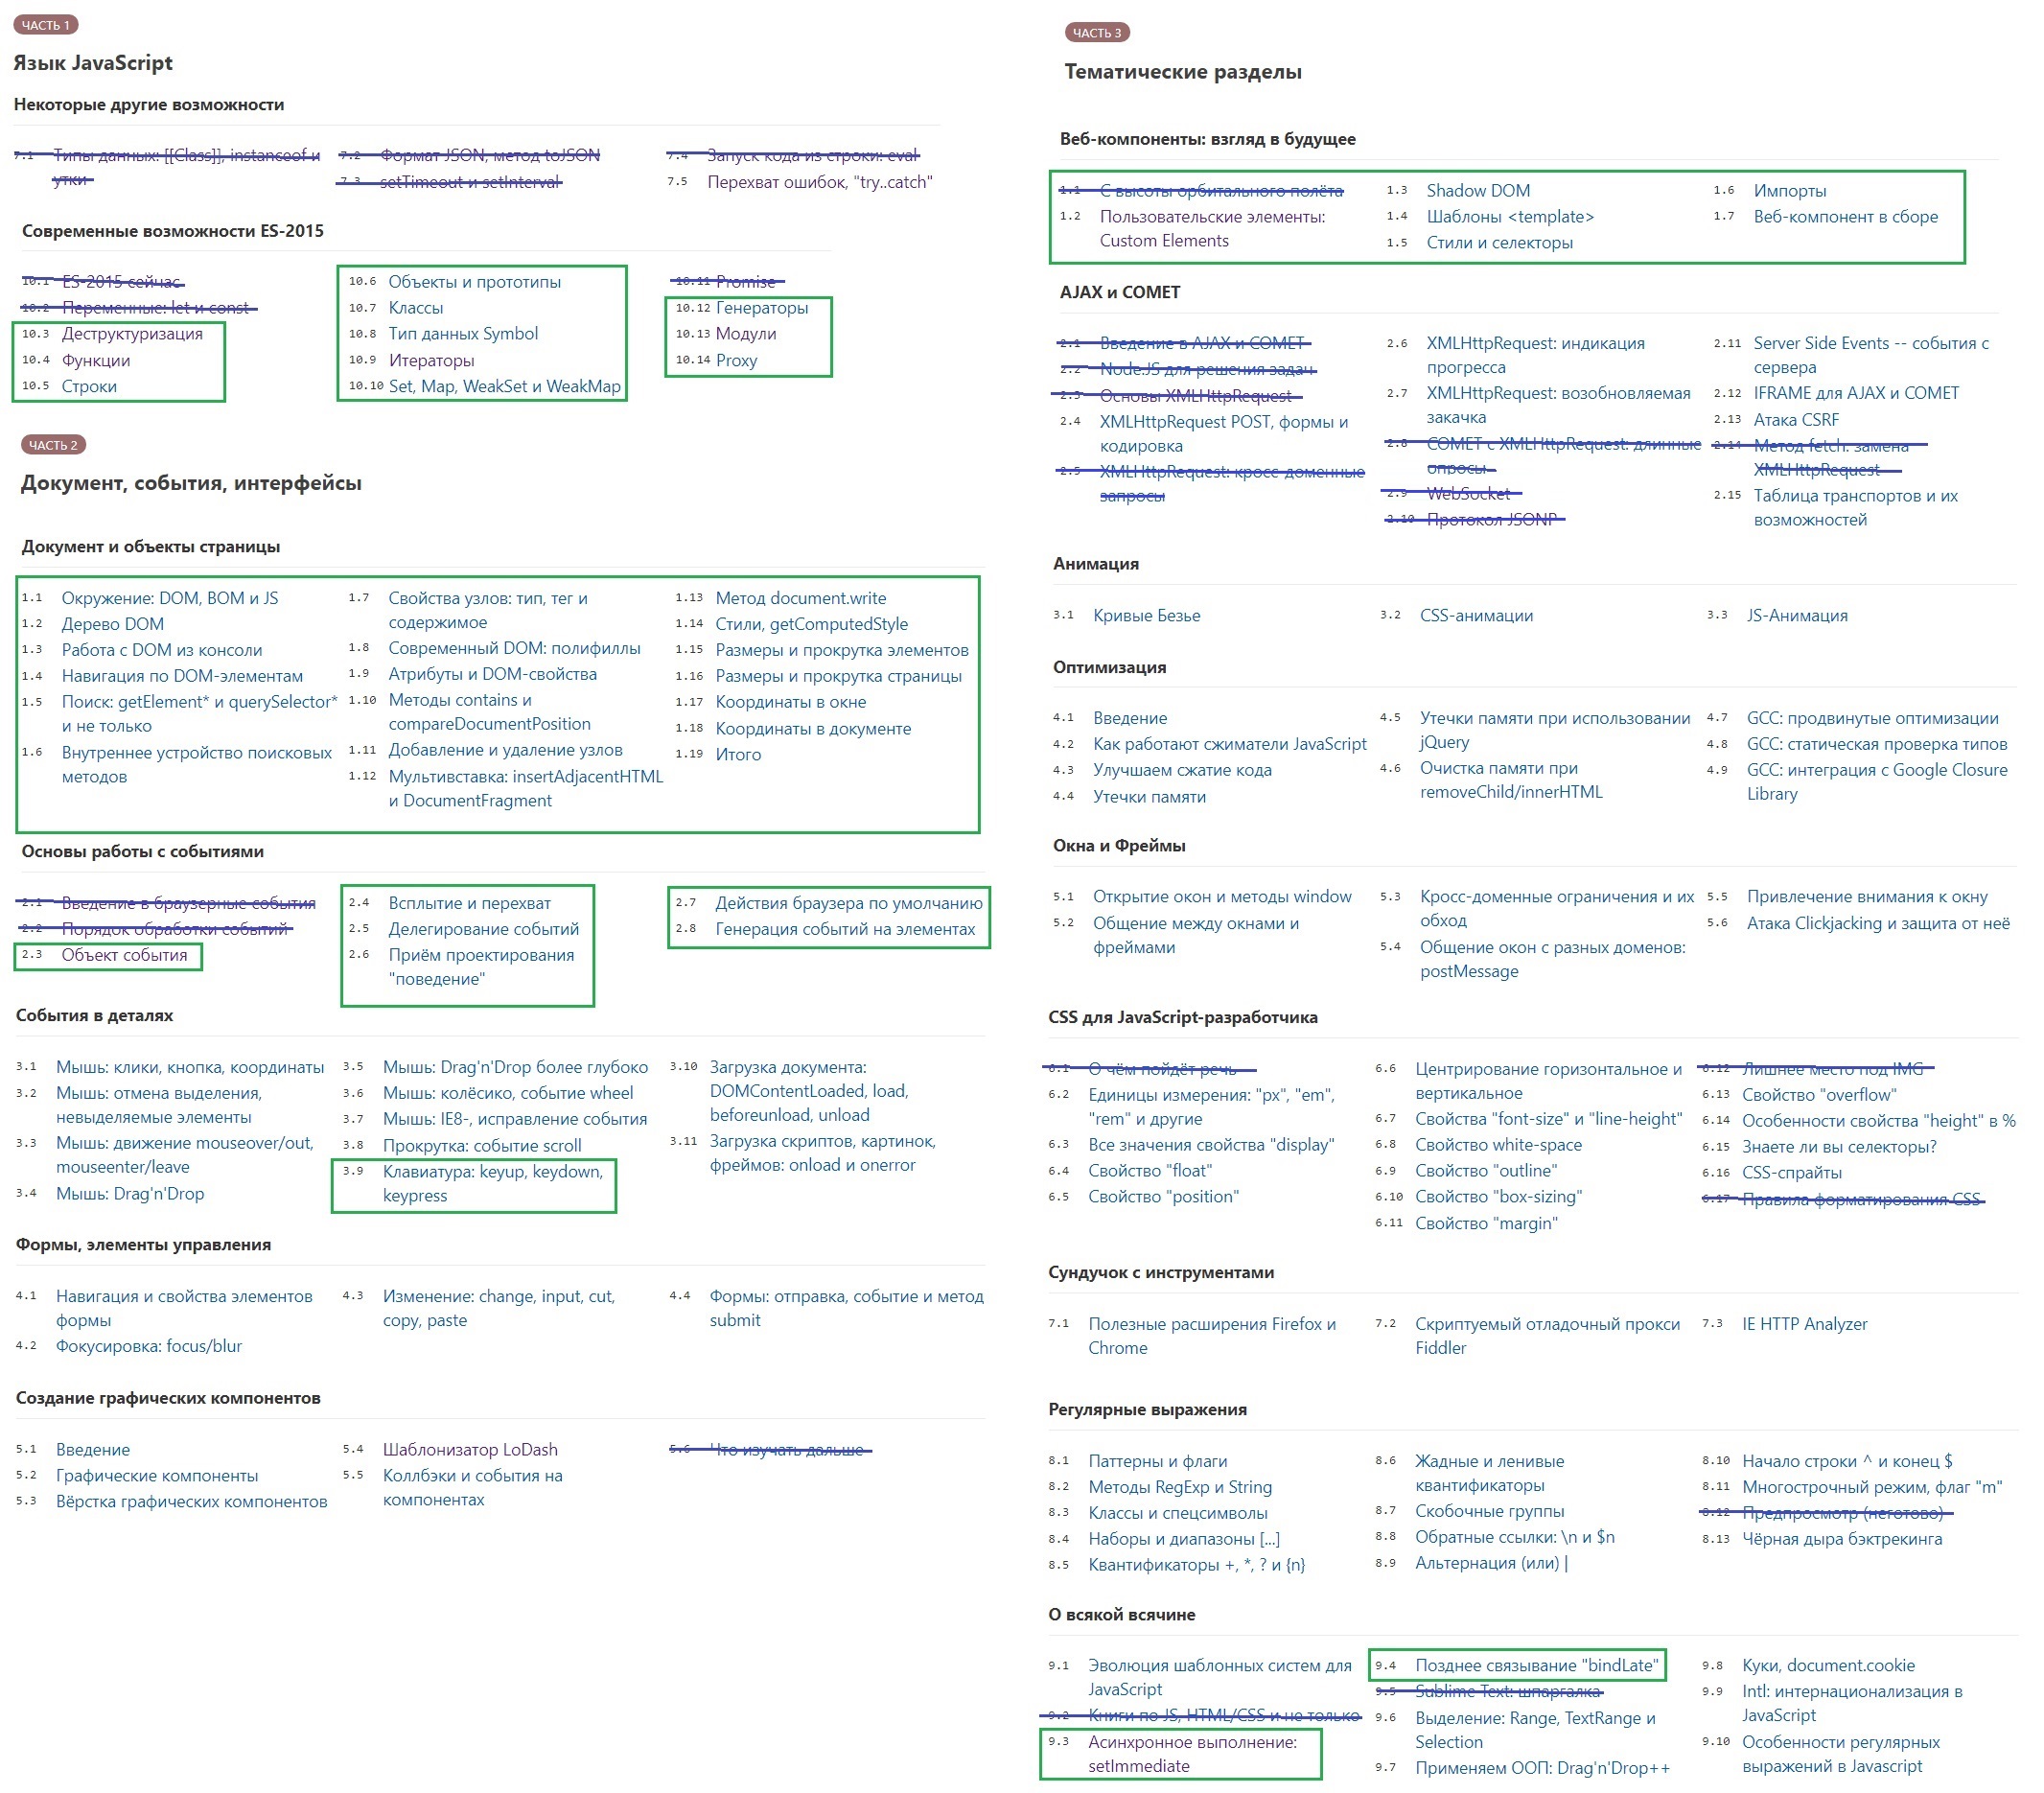 ЧАСТЬ 1
Язык JavaScript
Некоторые другие возможности
7.1 Типы данных: [[Class]], instanceof и
утки
7.2 Формат JSON, метод toJSON
7.3 setTimeout и setInterval
7.4 Запуск кода из строки: eval
7.5 Перехват ошибок, "try..catch"
Современные возможности ES-2015
10.1 ES-2015 сейчас
10.2 Переменные: let и const
10.3 Деструктуризация
10.4 Функции
10.5 Строки
10.6 Объекты и прототипы
10.7 Классы
10.8 Тип данных Symbol
10.9 Итераторы
10.10 Set, Map, WeakSet и WeakMap
10.11 Promise
10.12 Генераторы
10.13 Модули
10.14 Proxy
ЧАСТЬ 2
Документ, события, интерфейсы
Документ и объекты страницы
1.1 Окружение: DOM, BOM и JS
1.2 Дерево DOM
1.3 Работа с DOM из консоли
1.4 Навигация по DOM-элементам
1.5 Поиск: getElement* и querySelector*
и не только
1.6 Внутреннее устройство поисковых
методов
1.7 Свойства узлов: тип, тег и
содержимое
1.8 Современный DOM: полифиллы
1.9 Атрибуты и DOM-свойства
1.10 Методы contains и
compareDocumentPosition
1.11 Добавление и удаление узлов
1.12 Мультивставка: insertAdjacentHTML
и DocumentFragment
1.13 Метод document.write
1.14 Стили, getComputedStyle
1.15 Размеры и прокрутка элементов
1.16 Размеры и прокрутка страницы
1.17 Координаты в окне
1.18 Координаты в документе
1.19 Итого
Основы работы с событиями
2.1 Введение в браузерные события
2.2 Порядок обработки событий
2.3 Объект события
2.4 Всплытие и перехват
2.5 Делегирование событий
2.6 Приём проектирования
"поведение"
2.7 Действия браузера по умолчанию
2.8 Генерация событий на элементах
События в деталях
3.1 Мышь: клики, кнопка, координаты
3.2 Мышь: отмена выделения,
невыделяемые элементы
3.3 Мышь: движение mouseover/out,
mouseenter/leave
3.4 Мышь: Drag'n'Drop
3.5 Мышь: Drag'n'Drop более глубоко
3.6 Мышь: колёсико, событие wheel
3.7 Мышь: IE8-, исправление события
3.8 Прокрутка: событие scroll
3.9 Клавиатура: keyup, keydown,
keypress
3.10 Загрузка документа:
DOMContentLoaded, load,
beforeunload, unload
3.11 Загрузка скриптов, картинок,
фреймов: onload и onerror
Формы, элементы управления
4.1 Навигация и свойства элементов
формы
4.2 Фокусировка: focus/blur
4.3 Изменение: change, input, cut,
copy, paste
4.4 Формы: отправка, событие и метод
submit
Создание графических компонентов
5.1 Введение
5.2 Графические компоненты
5.3 Вёрстка графических компонентов
5.4 Шаблонизатор LoDash
5.5 Коллбэки и события на
компонентах
5.6 Что изучать дальше
ЧАСТЬ 3
Тематические разделы
Веб-компоненты: взгляд в будущее
1.1 С высоты орбитального полёта
1.2 Пользовательские элементы:
Custom Elements
1.3 Shadow DOM
1.4 Шаблоны &lt;template&gt;
1.5 Стили и селекторы
1.6 Импорты
1.7 Веб-компонент в сборе
AJAX и COMET
2.1 Введение в AJAX и COMET
2.2 Node.JS для решения задач
2.3 Основы XMLHttpRequest
2.4 XMLHttpRequest POST, формы и
кодировка
2.5 XMLHttpRequest: кросс-доменные
запросы
2.6 XMLHttpRequest: индикация
прогресса
2.7 XMLHttpRequest: возобновляемая
закачка
2.8 COMET с XMLHttpRequest: длинные
опросы
2.9 WebSocket
2.10 Протокол JSONP
2.11 Server Side Events -- события с
сервера
2.12 IFRAME для AJAX и COMET
2.13 Атака CSRF
2.14 Метод fetch: замена
XMLHttpRequest
2.15 Таблица транспортов и их
возможностей
Анимация
3.1 Кривые Безье
3.2 CSS-анимации
3.3 JS-Анимация
Оптимизация
4.1 Введение
4.2 Как работают сжиматели JavaScript
4.3 Улучшаем сжатие кода
4.4 Утечки памяти
4.5 Утечки памяти при использовании
jQuery
4.6 Очистка памяти при
removeChild/innerHTML
4.7 GCC: продвинутые оптимизации
4.8 GCC: статическая проверка типов
4.9 GCC: интеграция с Google Closure
Library
Окна и Фреймы
5.1 Открытие окон и методы window
5.2 Общение между окнами и
фреймами
5.3 Кросс-доменные ограничения и их
обход
5.4 Общение окон с разных доменов:
postMessage
5.5 Привлечение внимания к окну
5.6 Атака Clickjacking и защита от неё
CSS для JavaScript-разработчика
6.1 О чём пойдёт речь
6.2 Единицы измерения: "px", "em",
"rem" и другие
6.3 Все значения свойства "display"
6.4 Свойство "float"
6.5 Свойство "position"
6.6 Центрирование горизонтальное и
вертикальное
6.7 Свойства "font-size" и "line-height"
6.8 Свойство white-space
6.9 Свойство "outline"
6.10 Свойство "box-sizing"
6.11 Свойство "margin"
6.12 Лишнее место под IMG
6.13 Свойство "overflow"
6.14 Особенности свойства "height" в %
6.15 Знаете ли вы селекторы?
6.16 CSS-спрайты
6.17 Правила форматирования CSS
Сундучок с инструментами
7.1 Полезные расширения Firefox и
Chrome
7.2 Скриптуемый отладочный прокси
Fiddler
7.3 IE HTTP Analyzer
Регулярные выражения
8.1 Паттерны и флаги
8.2 Методы RegExp и String
8.3 Классы и спецсимволы
8.4 Наборы и диапазоны [...]
8.5 Квантификаторы +, *, ? и {n}
8.6 Жадные и ленивые
квантификаторы
8.7 Скобочные группы
8.8 Обратные ссылки: \n и $n
8.9 Альтернация (или) |
8.10 Начало строки ^ и конец $
8.11 Многострочный режим, флаг "m"
8.12 Предпросмотр (неготово)
8.13 Чёрная дыра бэктрекинга
О всякой всячине
9.1 Эволюция шаблонных систем для
JavaScript
9.2 Книги по JS, HTML/CSS и не только
9.3 Асинхронное выполнение:
setImmediate
9.4 Позднее связывание "bindLate"
9.5 Sublime Text: шпаргалка
9.6 Выделение: Range, TextRange и
Selection
9.7 Применяем ООП: Drag'n'Drop++
9.8 Куки, document.cookie
9.9 Intl: интернационализация в
JavaScript
9.10 Особенности регулярных
выражений в Javascript